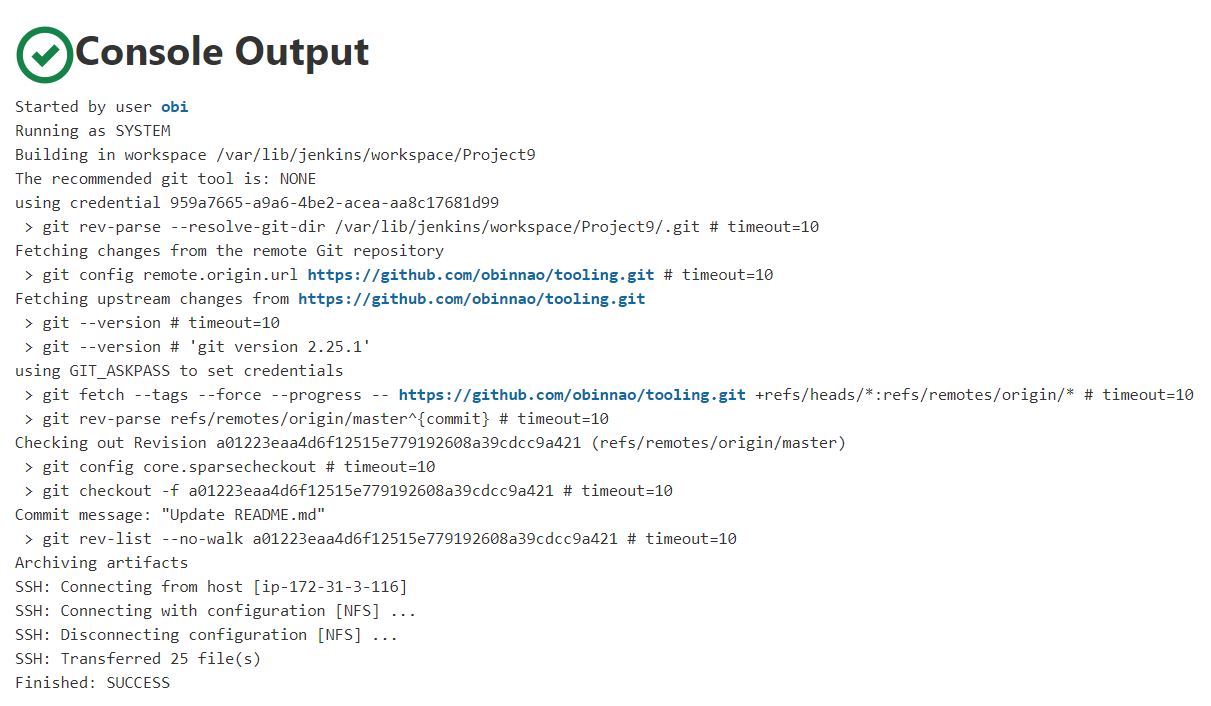 Console Output
Started by user obi
Running as SYSTEM
Building in workspace /var/lib/jenkins/workspace/Project9
The recommended git tool is: NONE
using credential 959a7665-a9a6-4be2-acea-aa8c17681d99
 > git rev-parse --resolve-git-dir /var/lib/jenkins/workspace/Project9/.git # timeout=10
Fetching changes from the remote Git repository
 > git config remote.origin.url https://github.com/obinnao/tooling.git # timeout=10
Fetching upstream changes from https://github.com/obinnao/tooling.git
 > git --version # timeout=10
 > git --version # 'git version 2.25.1'
using GIT_ASKPASS to set credentials
 > git fetch --tags --force --progress -- https://github.com/obinnao/tooling.git +refs/heads/*:refs/remotes/origin/* # timeout=10
 > git rev-parse refs/remotes/origin/master^{commit} # timeout=10
Checking out Revision a01223eaa4d6f12515e779192608a39cdcc9a421 (refs/remotes/origin/master)
 > git config core.sparsecheckout # timeout=10
 > git checkout -f a01223eaa4d6f12515e779192608a39cdcc9a421 # timeout=10
Commit message: "Update README.md"
 > git rev-list --no-walk a01223eaa4d6f12515e779192608a39cdcc9a421 # timeout=10
Archiving artifacts
SSH: Connecting from host [ip-172-31-3-116]
SSH: Connecting with configuration [NFS] ...
SSH: Disconnecting configuration [NFS] ...
SSH: Transferred 25 file(s)
Finished: SUCCESS